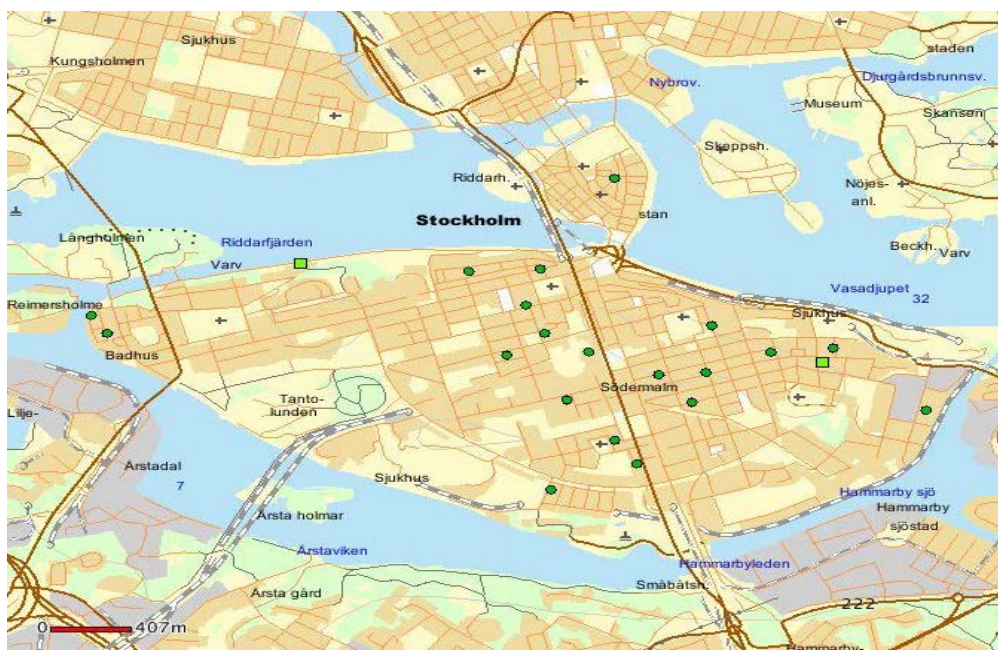 Sjukhus
Kungsholmen
staden
Nybrov.
Djurgårdsbrunnsv.
Museum
Skansen
Skeppsh.
Riddarh.
Nöjes-
anl.
stan
Stockholm
Långholmen
Riddarfjärden
Beckh.
Varv
Varv
Vasadjupet
32
Reimersholme
Sjukhus
Badhus
Södermalm
Tanto-
lunden
Lilje-
Årstadal
7
Sjukhus
Hammarby sjö
Hammarby
sjöstad
Årsta holmar
Årstaviken
Hammarbyleden
Småbåtsh.
Årsta gård
222
0 407m
Hammarby-